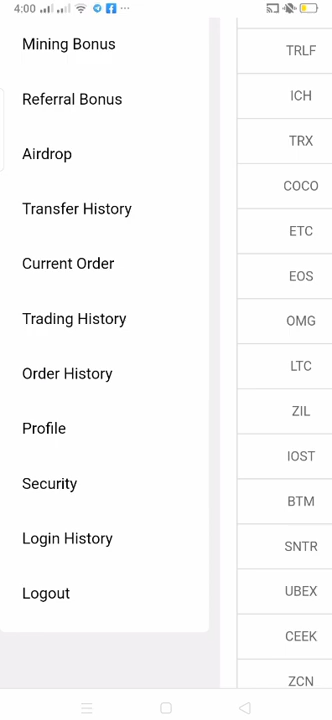 4:00
Mining Bonus
Referral Bonus
Airdrop
Transfer History
Current Order
Trading History
Order History
Profile
Security
Login History
Logout
TRLF
ICH
TRX
COCO
ETC
EOS
OMG
LTC
ZIL
IOST
BTM
SNTR
UBEX
CEEK
ZCN